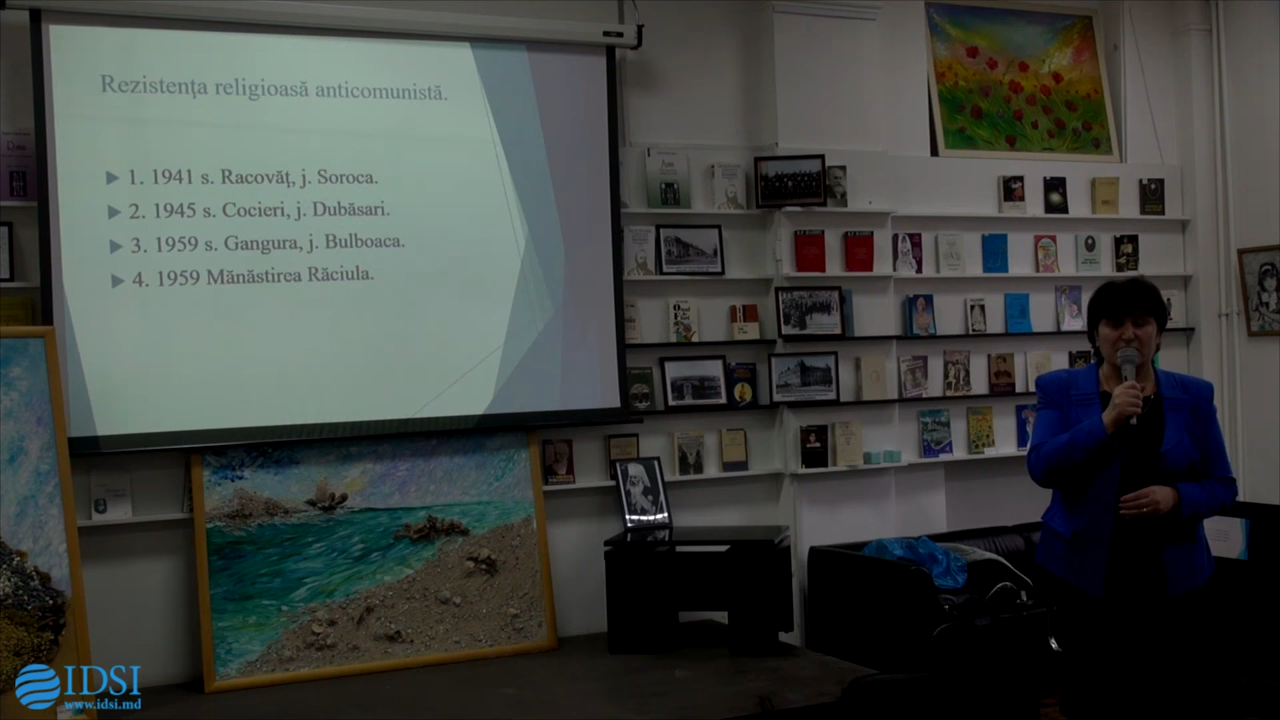 Rezistența religioasă anticomunistă.
1. 1941 s. Racovăț, j. Soroca.
2. 1945 s. Cocieri, j. Dubăsari.
3. 1959 s. Gangura, j. Bulboaca.
4. 1959 Mănăstirea Răciula.
IDSI
www.idsi.md